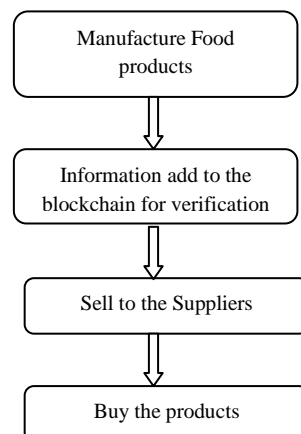 Manufacture Food
products
Information add to the
blockchain for verification
Sell to the Suppliers
Buy the products